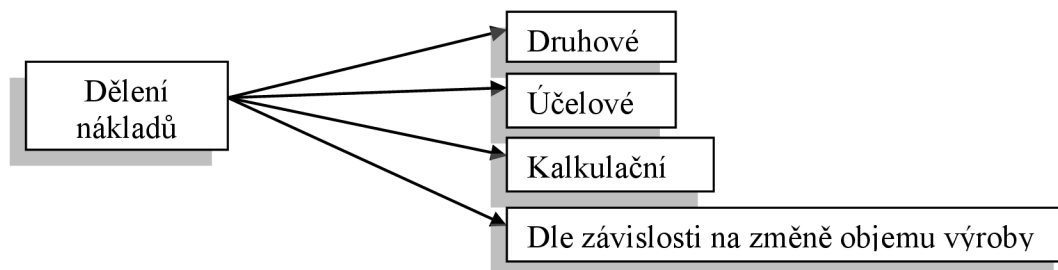 Dělení
nákladů
Druhové
Účelové
Kalkulační
Dle závislosti na změně objemu výroby